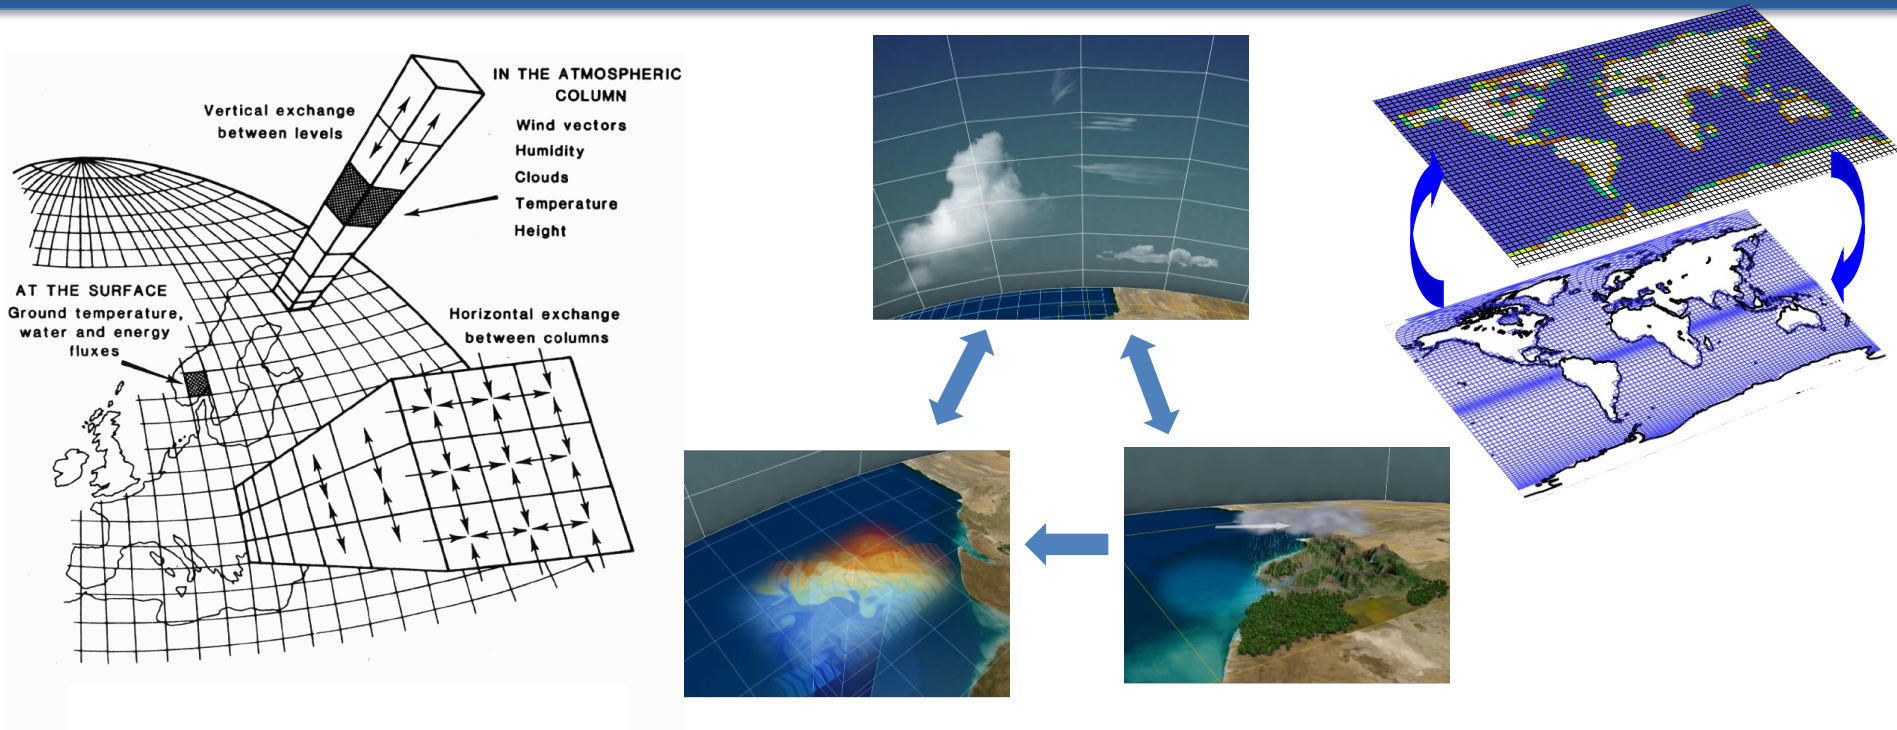 IN THE ATMOSPHERIC
COLUMN
Wind vectors
Humidity
Clouds
Temperature
Height
Vertical exchange
between levels
AT THE SURFACE
Ground temperature,
water and energy
fluxes
Horizontal exchange
between columns